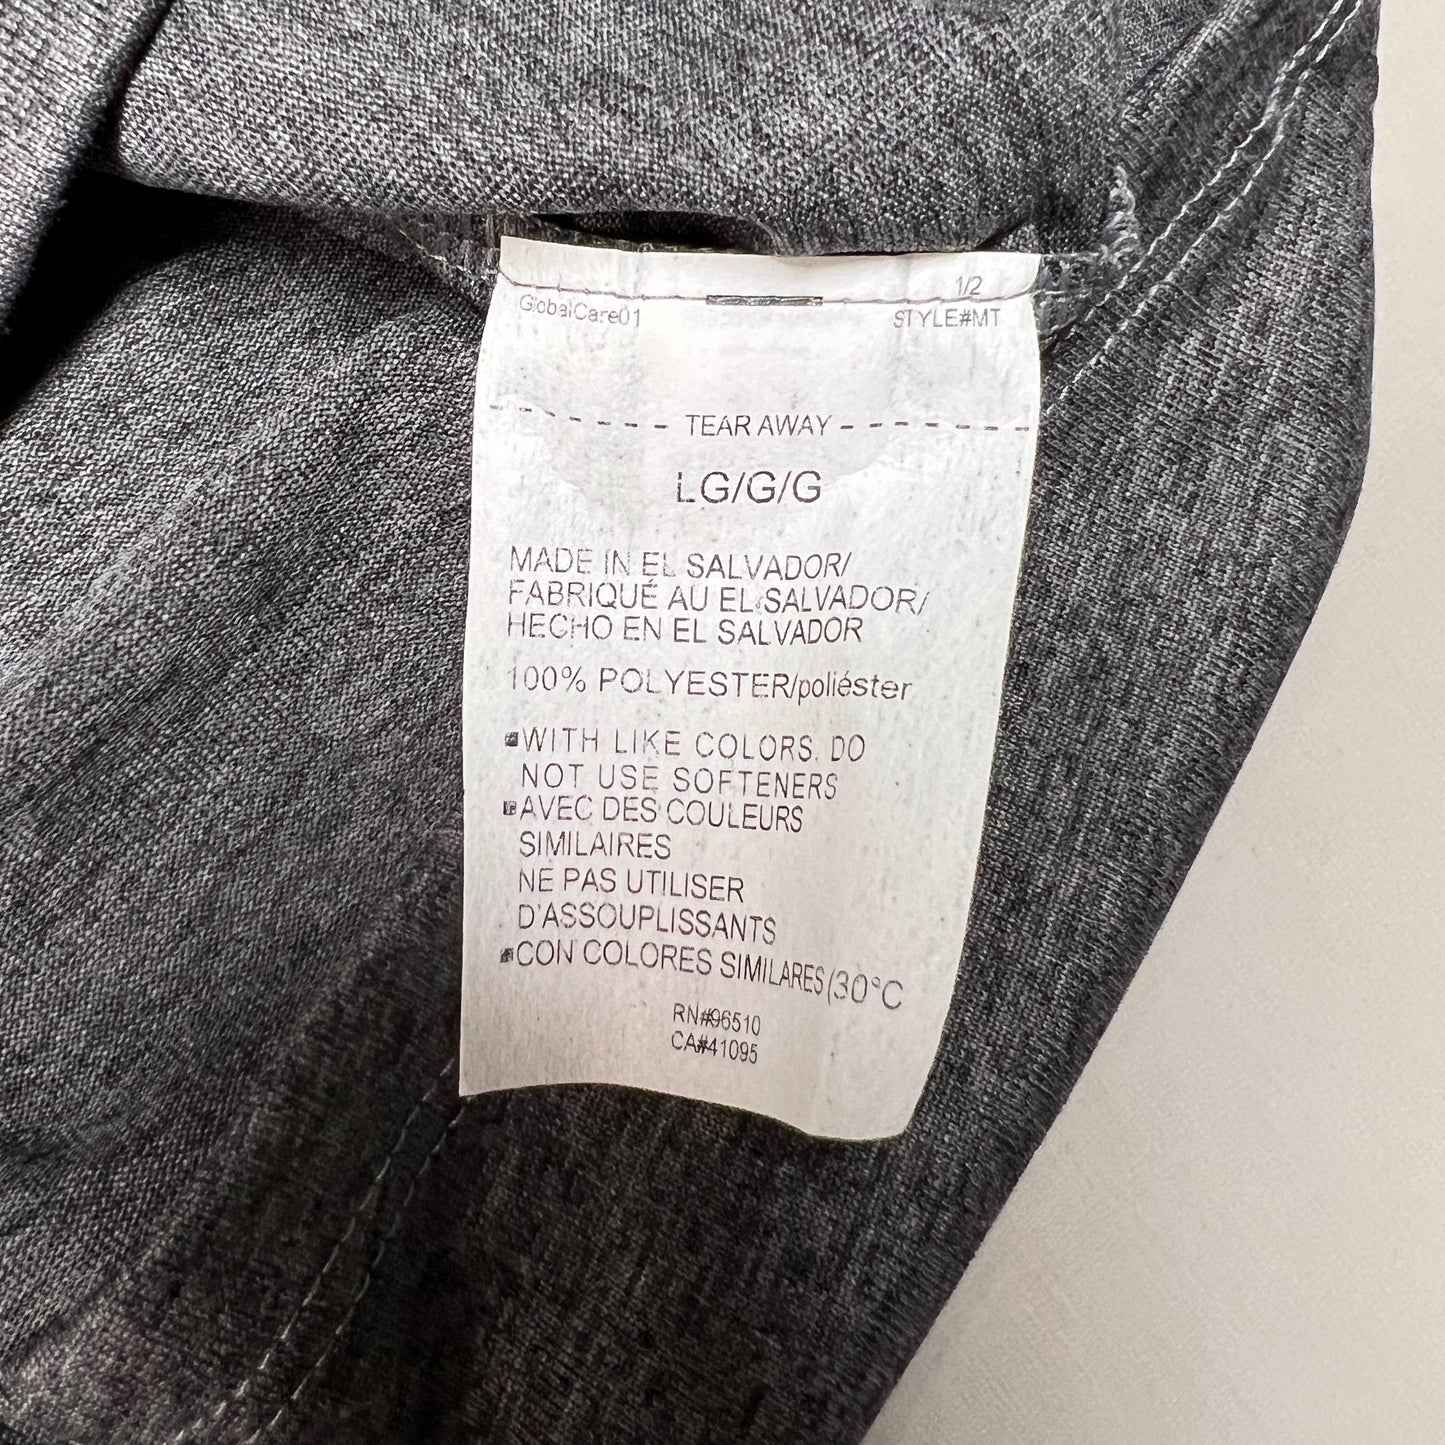 1/2
GlobalCare01 STYLE#MT
TEAR AWAY
LG/G/G
MADE IN EL SALVADOR/
FABRIQUÉ AU EL SALVADOR/
HECHO EN EL SALVADOR
100% POLYESTER/poliéster
WITH LIKE COLORS. DO
NOT USE SOFTENERS
AVEC DES COULEURS
SIMILAIRES
NE PAS UTILISER
D'ASSOUPLISSANTS
CON COLORES SIMILARES(30°C
RN#96510
CA#41095